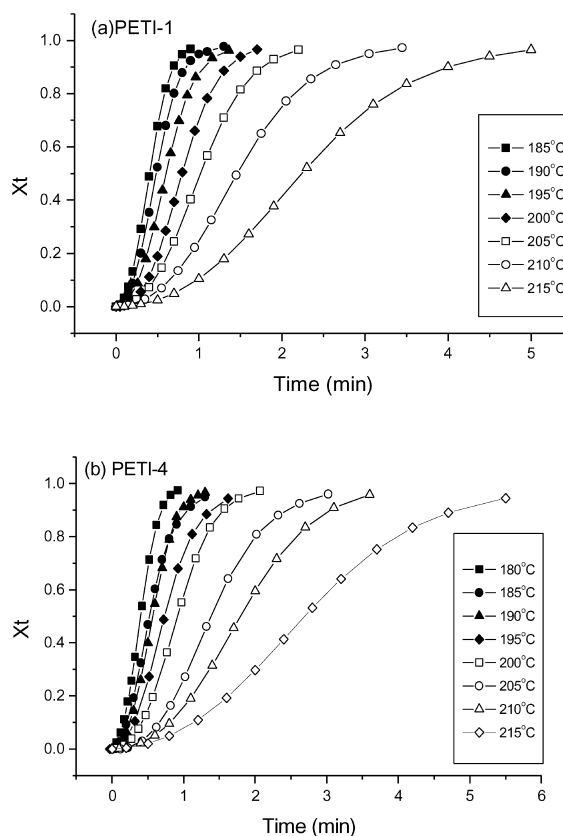 (a)PETI-1
1.0
0.8
0.6
0.4
0.2
0.0
Xt
185°C
190°C
195°C
200°C
205°C
210°C
215°C
0 1 2 3 4 5
Time (min)
(b) PETI-4
1.0
0.8
0.6
0.4
0.2
0.0
Xt
180°C
185°C
190°C
195°C
200°C
205°C
210°C
215°C
0 1 2 3 4 5 6
Time (min)